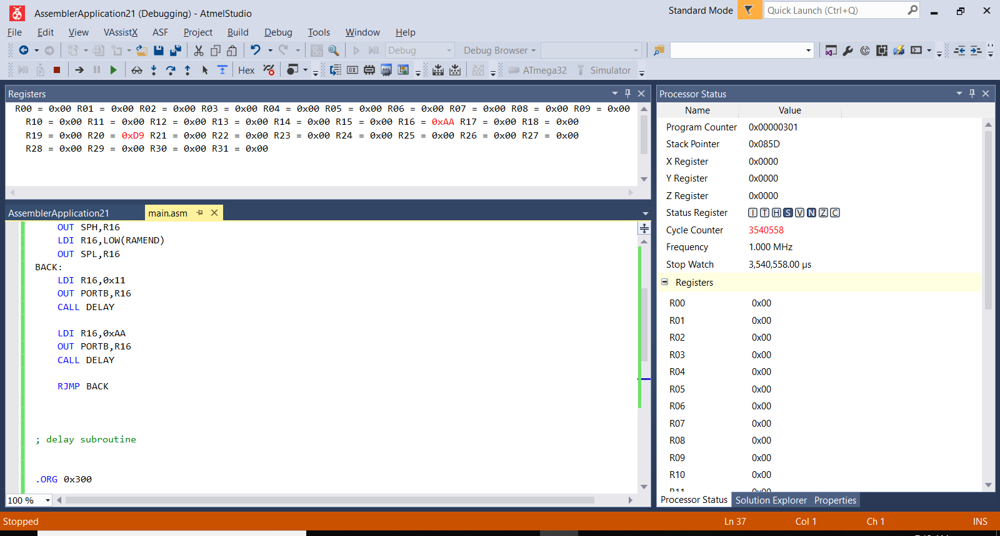 AssemblerApplication21 (Debugging) - AtmelStudio
Standard Mode
Quick Launch (Ctrl+Q)
File Edit View VAssistX ASF Project Build Debug Tools Window Help
Debug
Debug Browser
Hex
ATmega32
Simulator
Registers
R00 = 0x00 R01 = 0x00 R02 = 0x00 R03 = 0x00 R04 = 0x00 R05 = 0x00 R06 = 0x00 R07 = 0x00 R08 = 0x00 R09 = 0x00
R10 = 0x00 R11 = 0x00 R12 = 0x00 R13 = 0x00 R14 = 0x00 R15 = 0x00 R16 = 0xAA R17 = 0x00 R18 = 0x00
R19 = 0x00 R20 = 0xD9 R21 = 0x00 R22 = 0x00 R23 = 0x00 R24 = 0x00 R25 = 0x00 R26 = 0x00 R27 = 0x00
R28 = 0x00 R29 = 0x00 R30 = 0x00 R31 = 0x00
AssemblerApplication21
main.asm
OUT SPH,R16
LDI R16,LOW(RAMEND)
OUT SPL,R16
BACK:
LDI R16,0x11
OUT PORTB,R16
CALL DELAY
LDI R16,0xAA
OUT PORTB,R16
CALL DELAY
RJMP BACK
; delay subroutine
.ORG 0x300
100 %
Processor Status
Name Value
Program Counter 0x00000301
Stack Pointer 0x085D
X Register 0x0000
Y Register 0x0000
Z Register 0x0000
Status Register I T H S V N Z C
Cycle Counter 3540558
Frequency 1.000 MHz
Stop Watch 3,540,558.00 µs
Registers
R00 0x00
R01 0x00
R02 0x00
R03 0x00
R04 0x00
R05 0x00
R06 0x00
R07 0x00
R08 0x00
R09 0x00
R10 0x00
R11 0x00
Processor Status Solution Explorer Properties
Stopped
Ln 37 Col 1 Ch 1 INS